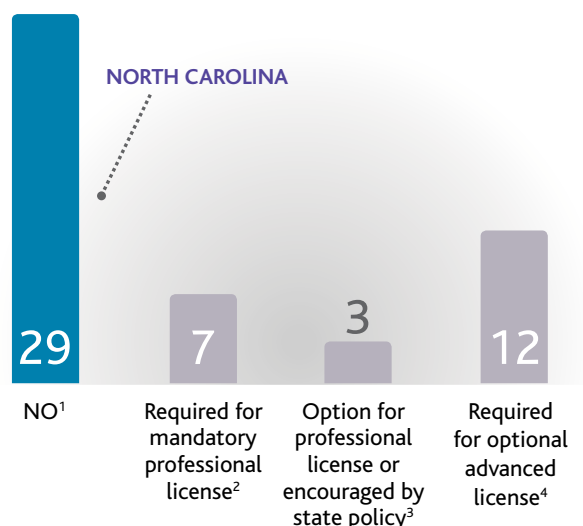 NORTH CAROLINA
29
7
3
12
NO¹
Required for
mandatory
professional
license²
Option for
professional
license or
encouraged by
state policy³
Required
for optional
advanced
license⁴